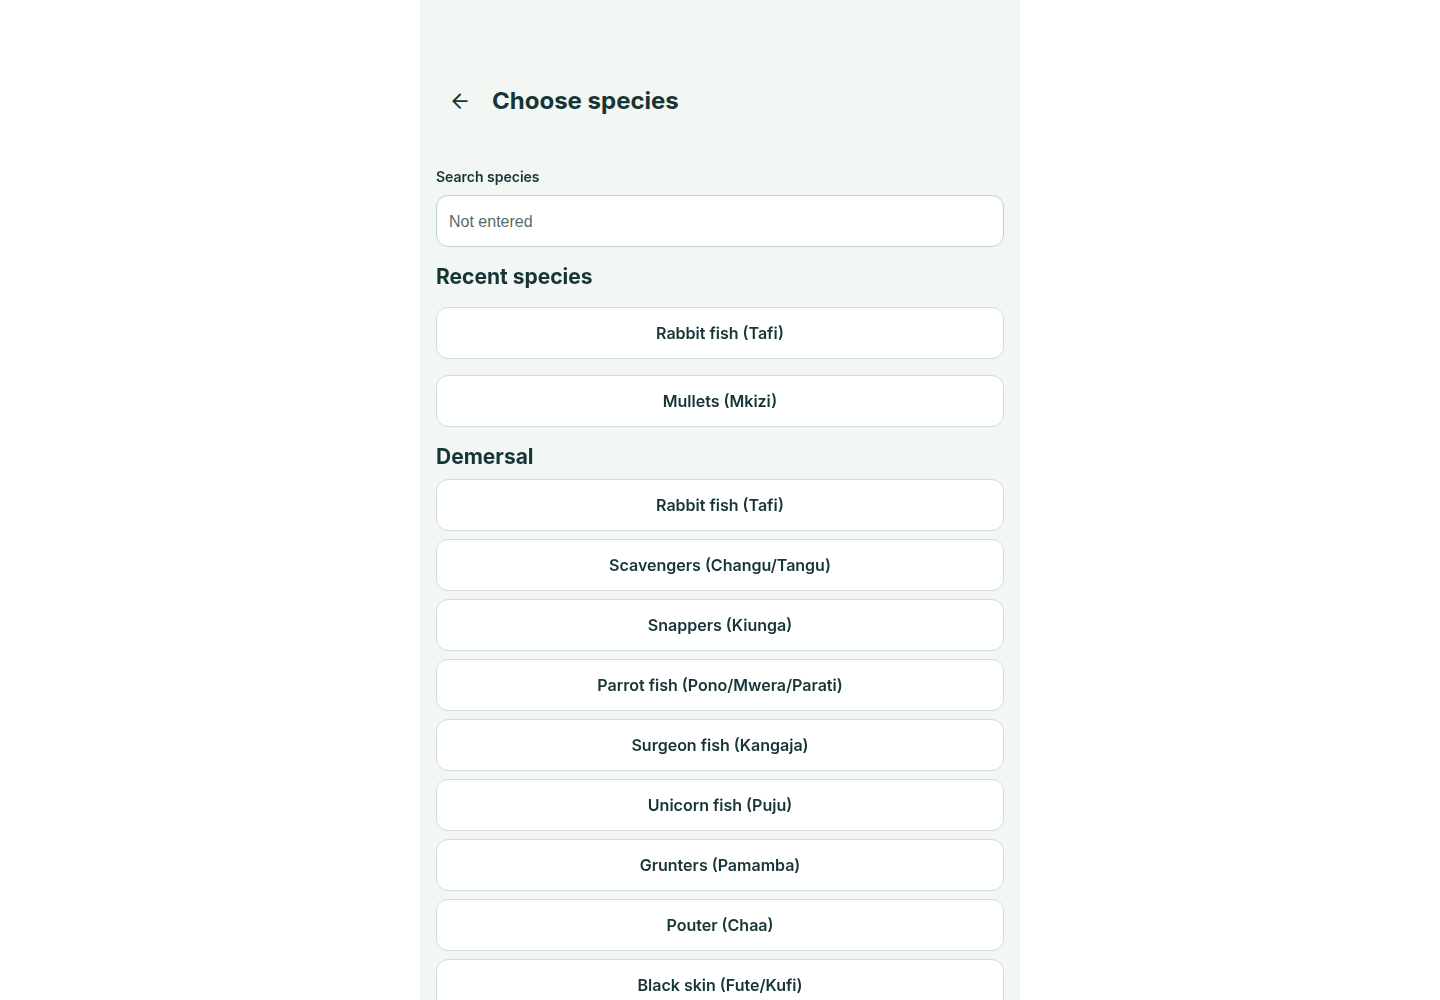 Choose species
Search species
Not entered
Recent species
Rabbit fish (Tafi)
Mullets (Mkizi)
Demersal
Rabbit fish (Tafi)
Scavengers (Changu/Tangu)
Snappers (Kiunga)
Parrot fish (Pono/Mwera/Parati)
Surgeon fish (Kangaja)
Unicorn fish (Puju)
Grunters (Pamamba)
Pouter (Chaa)
Black skin (Fute/Kufi)